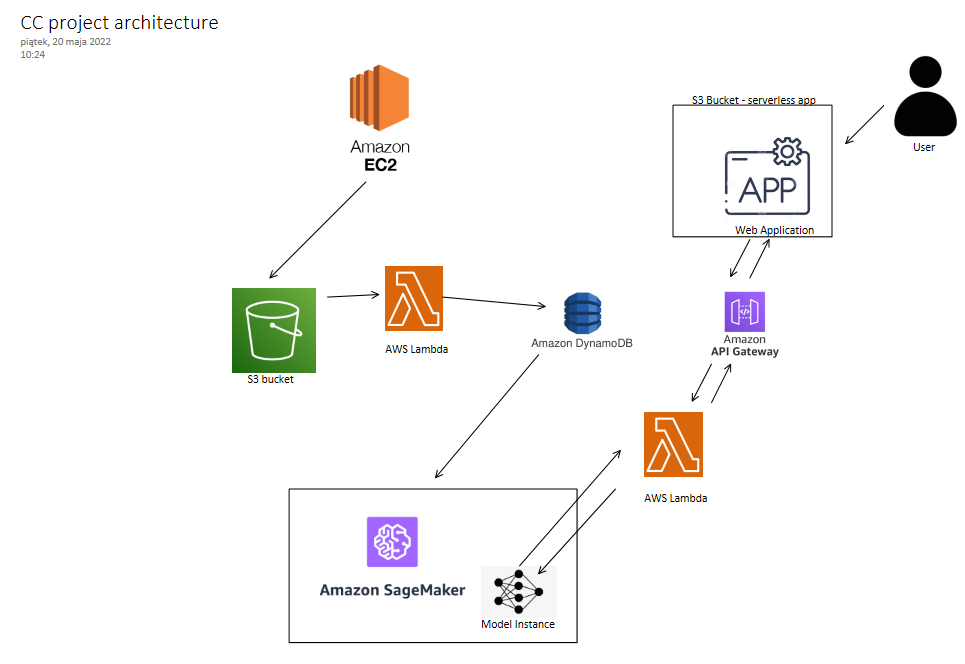 CC project architecture
piątek, 20 maja 2022
10:24
Amazon
EC2
S3 Bucket - serverless app
APP
Web Application
User
S3 bucket
AWS Lambda
Amazon DynamoDB
Amazon
API Gateway
AWS Lambda
Amazon SageMaker
Model Instance